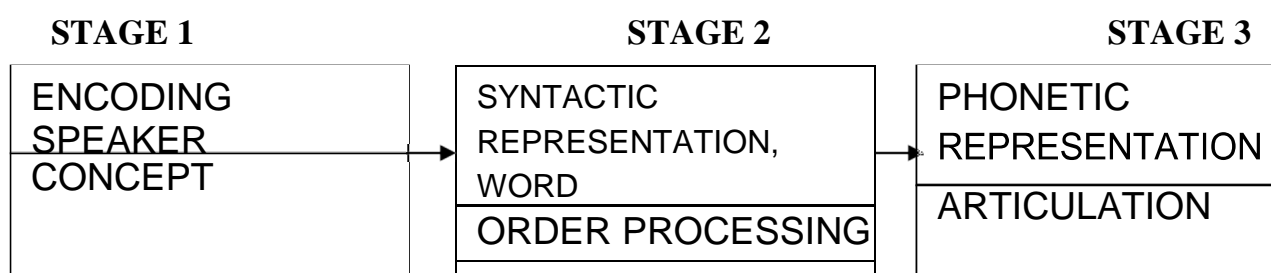 STAGE 1
STAGE 2
STAGE 3
ENCODING
SPEAKER
CONCEPT
SYNTACTIC
REPRESENTATION,
WORD
ORDER PROCESSING
PHONETIC
REPRESENTATION
ARTICULATION